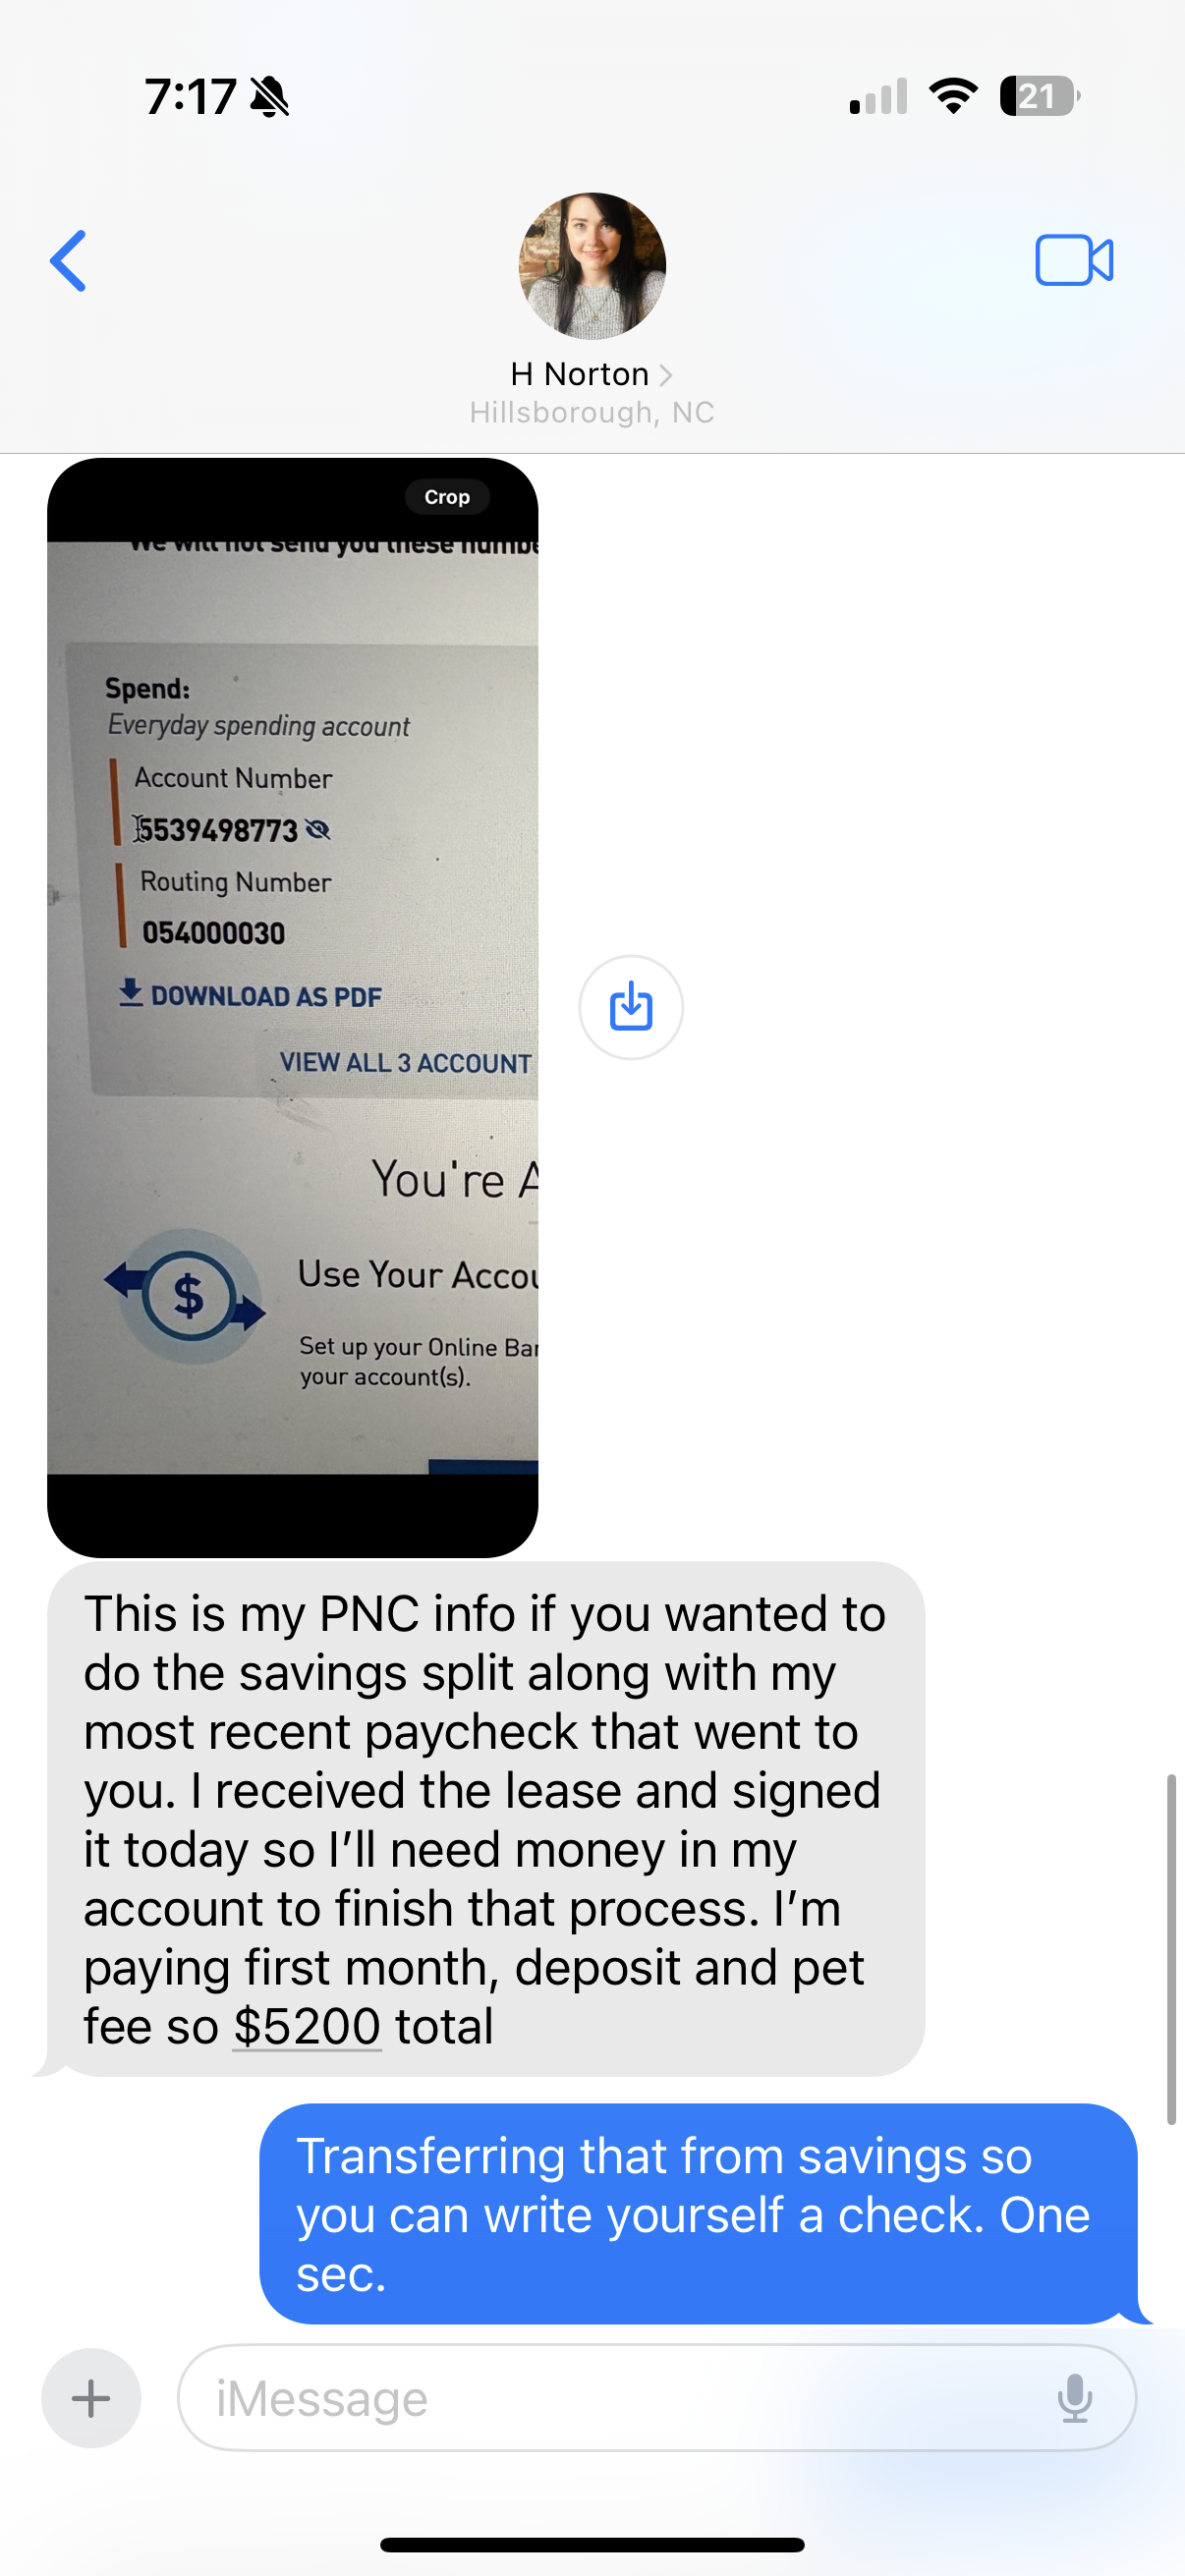 7:17
21
H Norton
Hillsborough, NC
Crop
We will not send you these numbe
Spend:
Everyday spending account
Account Number
5539498773
Routing Number
054000030
DOWNLOAD AS PDF
VIEW ALL 3 ACCOUNT
You're A
Use Your Accou
Set up your Online Ban
your account(s).
This is my PNC info if you wanted to
do the savings split along with my
most recent paycheck that went to
you. I received the lease and signed
it today so I’ll need money in my
account to finish that process. I’m
paying first month, deposit and pet
fee so $5200 total
Transferring that from savings so
you can write yourself a check. One
sec.
iMessage